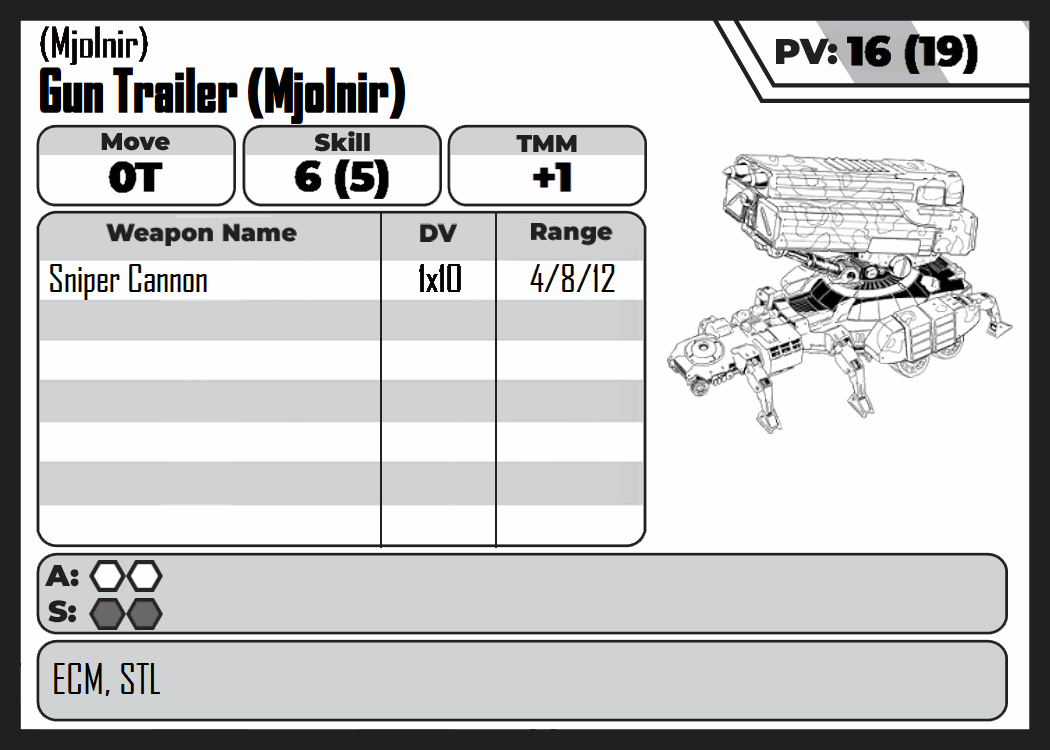 (Mjolnir)
Gun Trailer (Mjolnir)
PV: 16 (19)
Move
0T
Skill
6 (5)
TMM
+1
Weapon Name DV Range
Sniper Cannon 1x10 4/8/12
A:
S:
ECM, STL